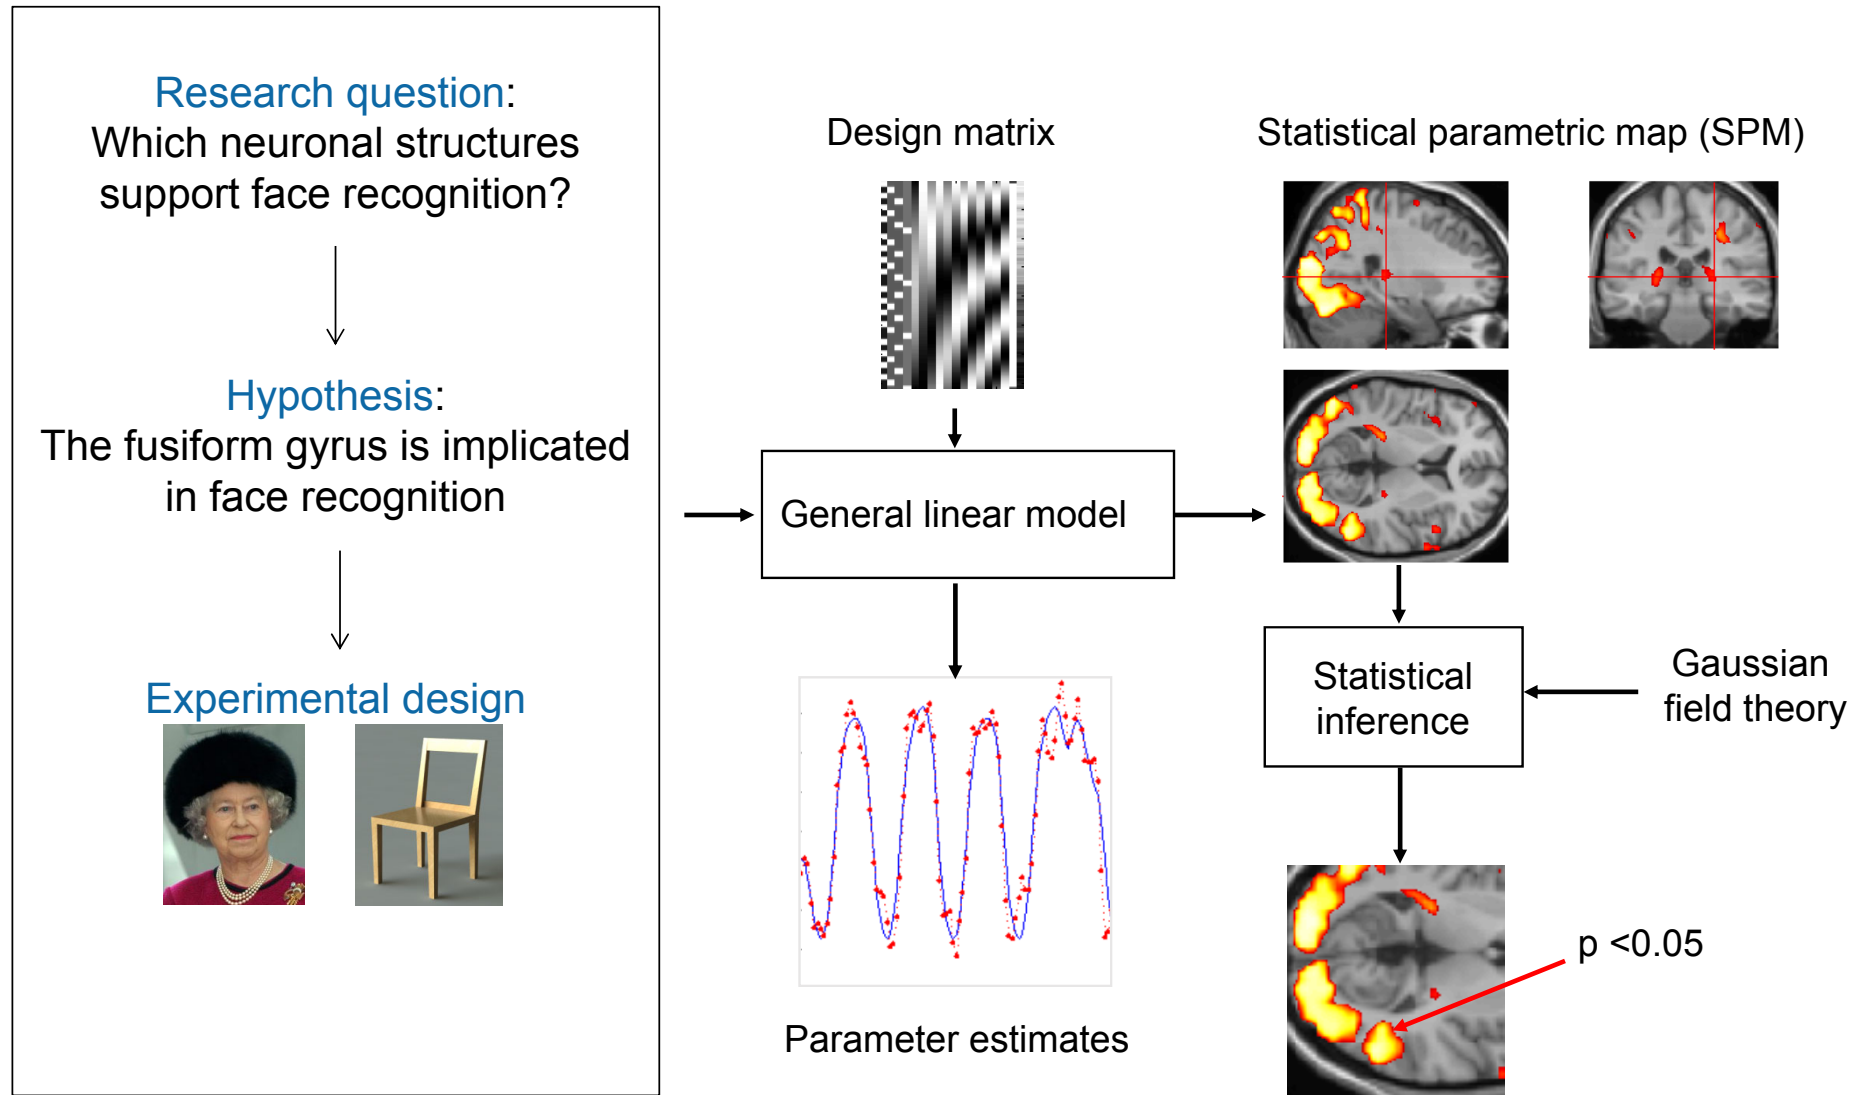 Research question:
Which neuronal structures
support face recognition?
Hypothesis:
The fusiform gyrus is implicated
in face recognition
Experimental design
Design matrix
General linear model
Parameter estimates
Statistical parametric map (SPM)
Statistical
inference
Gaussian
field theory
p <0.05